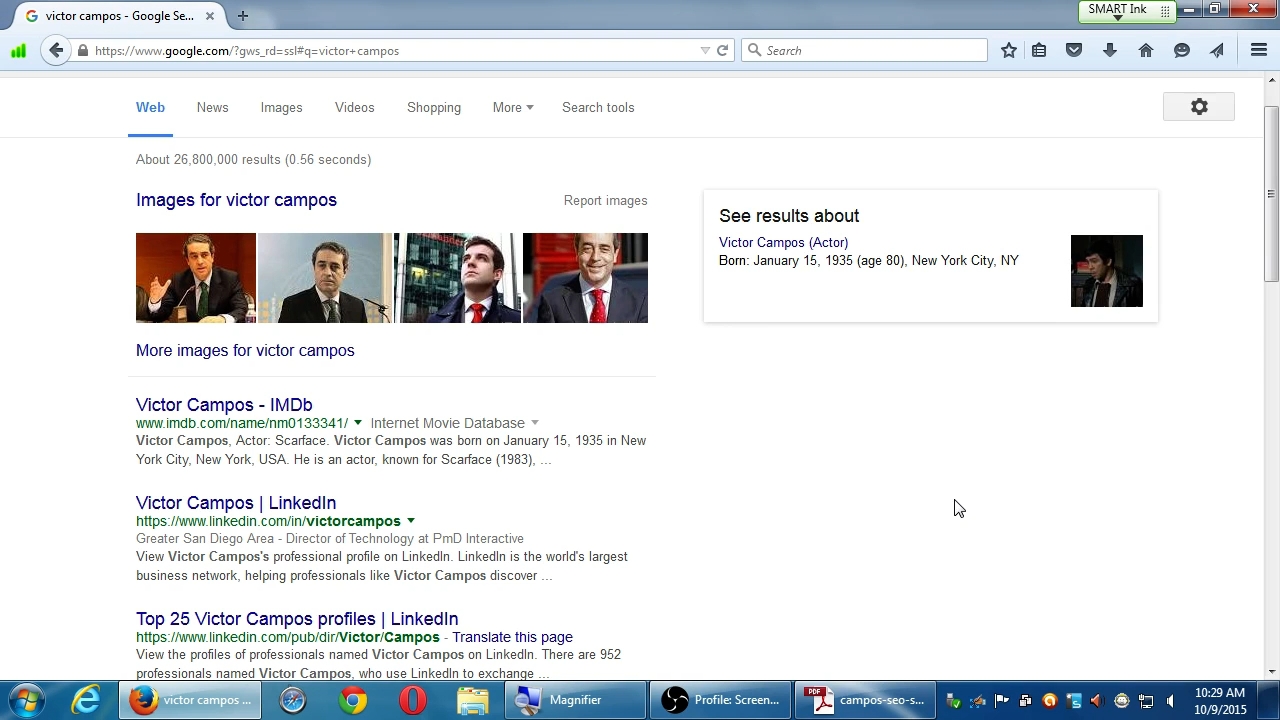 victor campos - Google Se...
SMART Ink
https://www.google.com/?gws_rd=ssl#q=victor+campos
Search
Web News Images Videos Shopping More Search tools
About 26,800,000 results (0.56 seconds)
Images for victor campos
Report images
More images for victor campos
See results about
Victor Campos (Actor)
Born: January 15, 1935 (age 80), New York City, NY
Victor Campos - IMDb
www.imdb.com/name/nm0133341/ Internet Movie Database
Victor Campos, Actor: Scarface. Victor Campos was born on January 15, 1935 in New
York City, New York, USA. He is an actor, known for Scarface (1983), ...
Victor Campos | LinkedIn
https://www.linkedin.com/in/victorcampos
Greater San Diego Area - Director of Technology at PmD Interactive
View Victor Campos's professional profile on LinkedIn. LinkedIn is the world's largest
business network, helping professionals like Victor Campos discover ...
Top 25 Victor Campos profiles | LinkedIn
https://www.linkedin.com/pub/dir/Victor/Campos - Translate this page
View the profiles of professionals named Victor Campos on LinkedIn. There are 952
professionals named Victor Campos, who use LinkedIn to exchange ...
victor campos ...
Magnifier
Profile: Screen...
PDF
campos-seo-s...
10:29 AM
10/9/2015